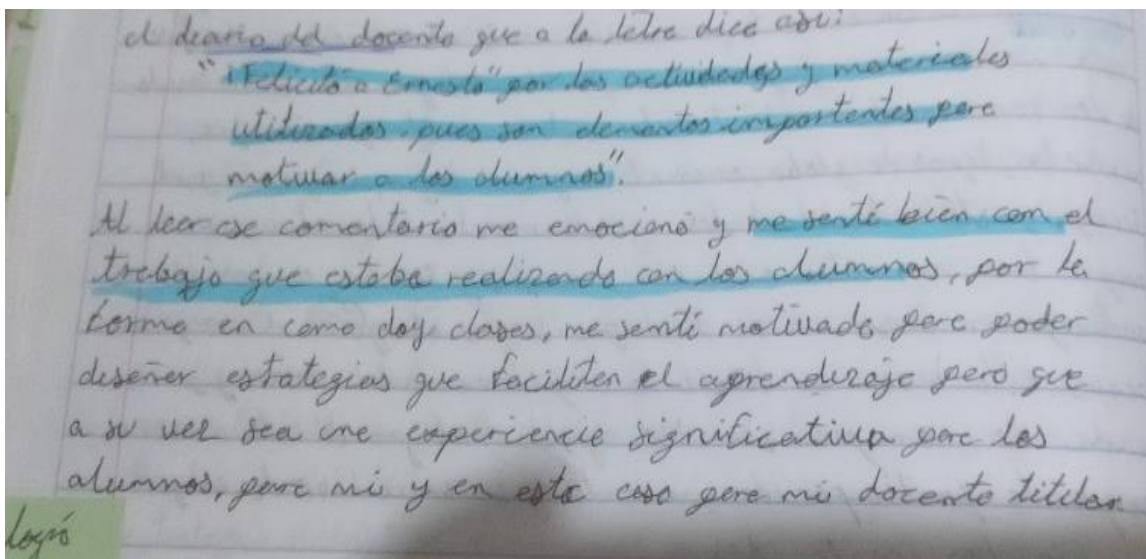 el diario del docente que a la letra dice así:
"Felicitó a Ernesto" por las actividades y materiales
utilizados, pues son elementos importantes para
motivar a los alumnos".
Al leer ese comentario me emocionó y me sentí bien con el
trabajo que estaba realizando con los alumnos, por la
forma en como doy clases, me sentí motivado para poder
diseñar estrategias que faciliten el aprendizaje pero que
a su vez sea una experiencia significativa para los
alumnos, para mi y en este caso para mi docente titular
logró